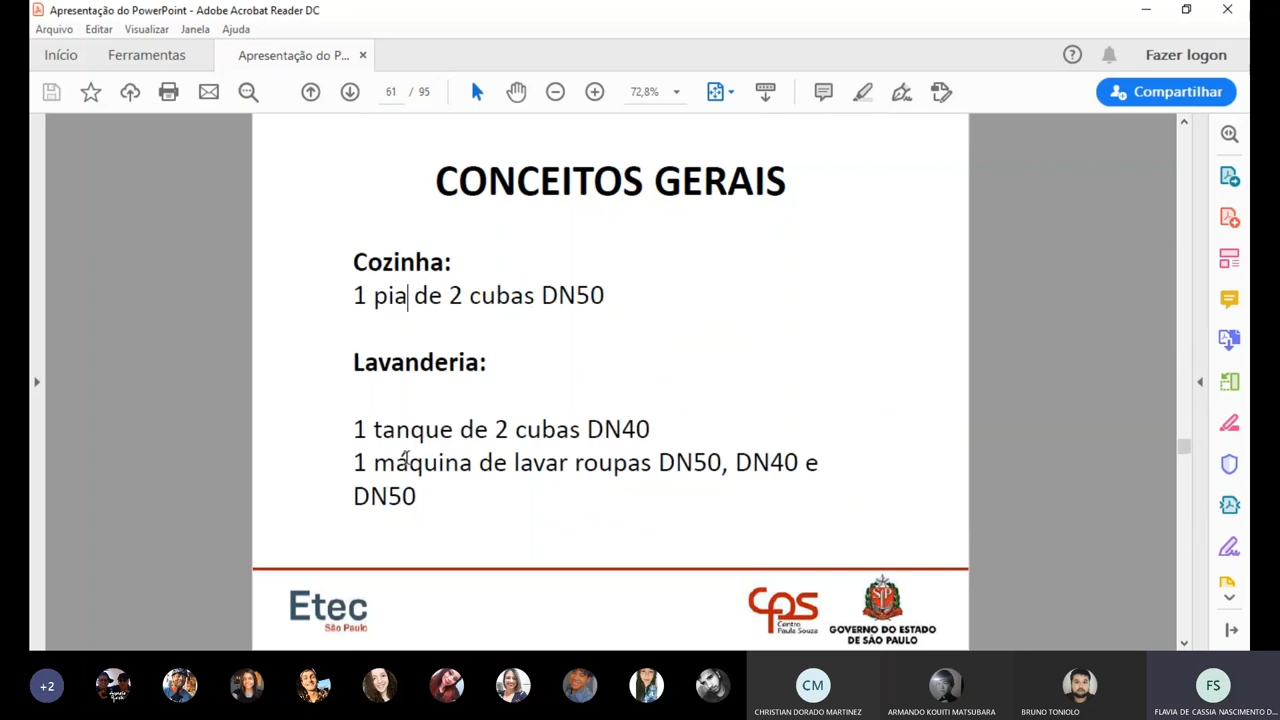 Apresentação do PowerPoint - Adobe Acrobat Reader DC
Arquivo Editar Visualizar Janela Ajuda
Início Ferramentas Apresentação do P... × Fazer logon
61 / 95 72,8% Compartilhar
CONCEITOS GERAIS
Cozinha:
1 pia de 2 cubas DN50
Lavanderia:
1 tanque de 2 cubas DN40
1 máquina de lavar roupas DN50, DN40 e
DN50
Etec
São Paulo
CPS
Centro
Paula Souza
GOVERNO DO ESTADO
DE SÃO PAULO
+2 CM FS
CHRISTIAN DORADO MARTINEZ ARMANDO KOUITI MATSUBARA BRUNO TONIOLO FLAVIA DE CASSIA NASCIMENTO D...